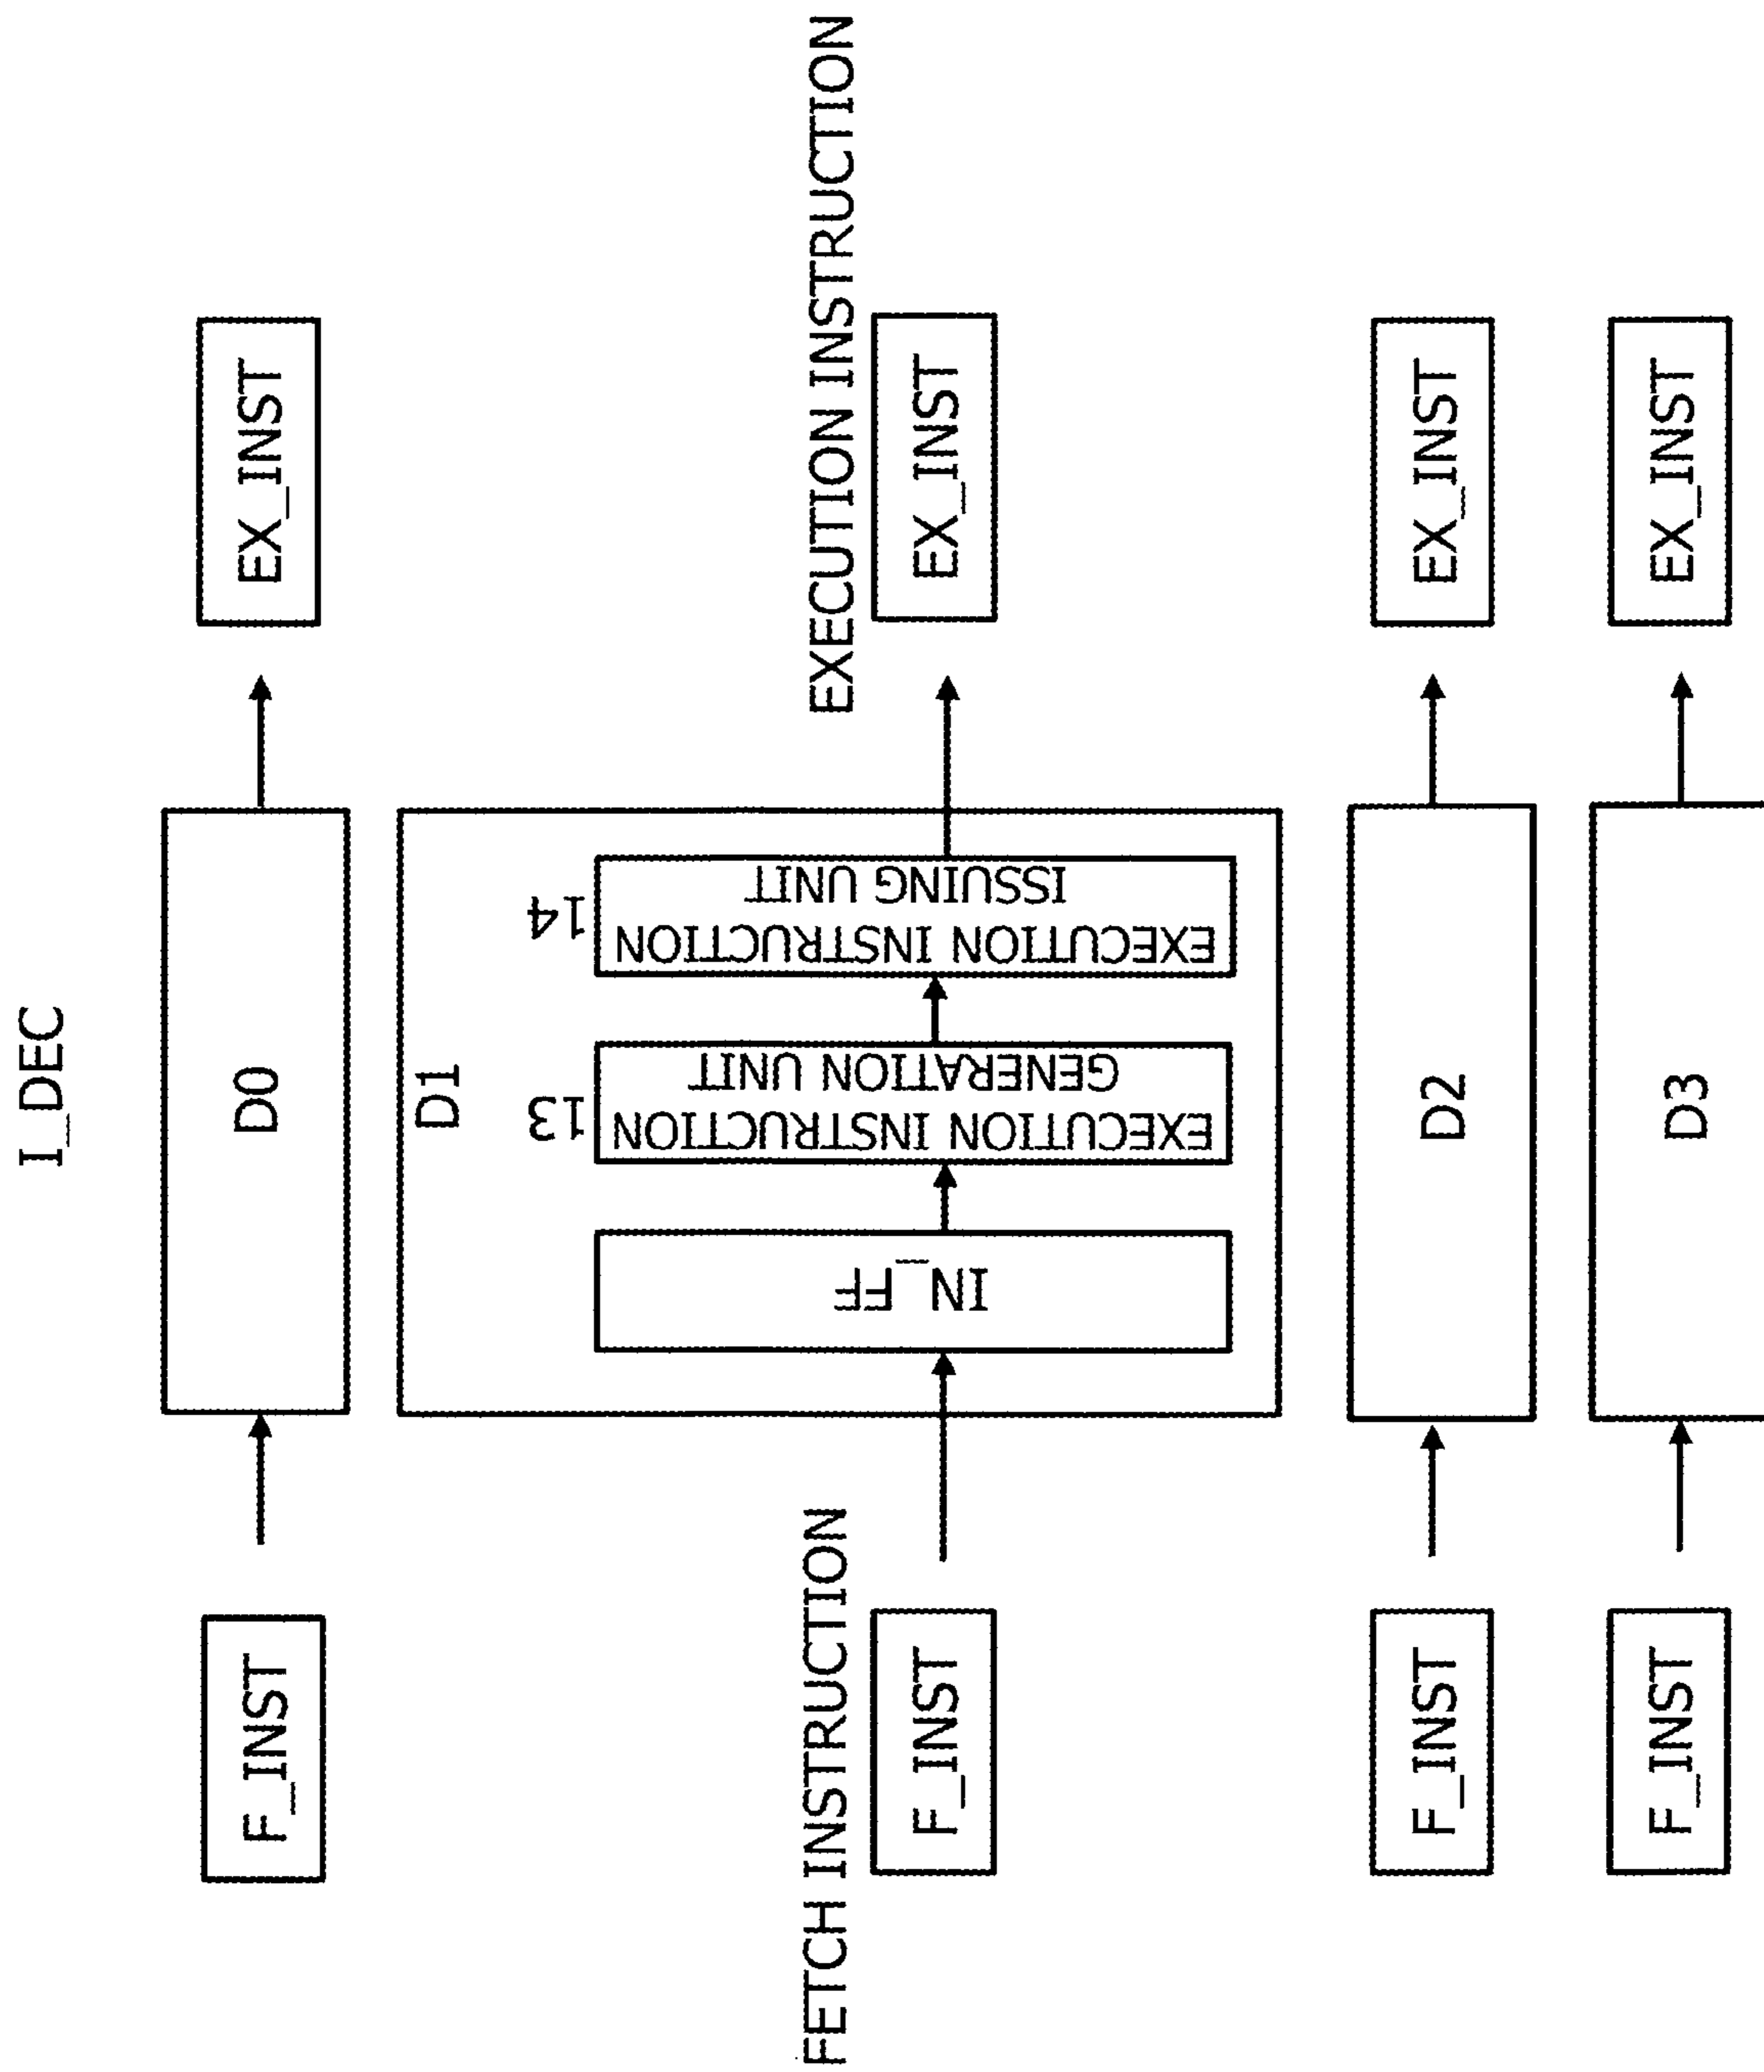 I_DEC
F_INST
D0
EX_INST
FETCH INSTRUCTION
F_INST
D1
IN_FF
13
EXECUTION INSTRUCTION
GENERATION UNIT
14
EXECUTION INSTRUCTION
ISSUING UNIT
EXECUTION INSTRUCTION
EX_INST
F_INST
D2
EX_INST
F_INST
D3
EX_INST